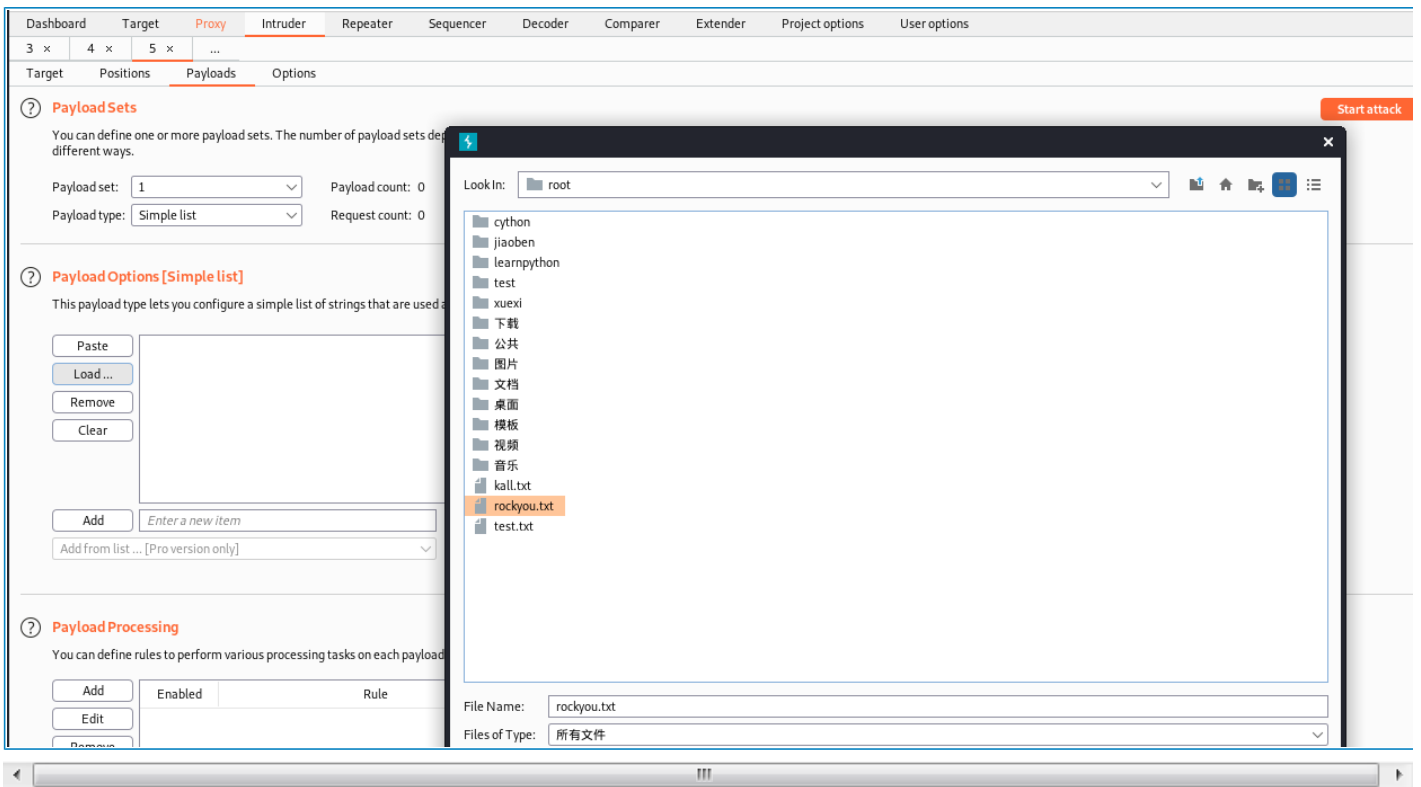 Dashboard Target Proxy Intruder Repeater Sequencer Decoder Comparer Extender Project options User options
3 × 4 × 5 × ...
Target Positions Payloads Options
? Payload Sets
Start attack
You can define one or more payload sets. The number of payload sets dep
different ways.
Payload set: 1 Payload count: 0
Payload type: Simple list Request count: 0
? Payload Options [Simple list]
This payload type lets you configure a simple list of strings that are used a
Paste
Load ...
Remove
Clear
Add Enter a new item
Add from list ... [Pro version only]
? Payload Processing
You can define rules to perform various processing tasks on each payload
Add Enabled Rule
Edit
Remove
×
Look In: root
cython
jiaoben
learnpython
test
xuexi
下载
公共
图片
文档
桌面
模板
视频
音乐
kall.txt
rockyou.txt
test.txt
File Name: rockyou.txt
Files of Type: 所有文件